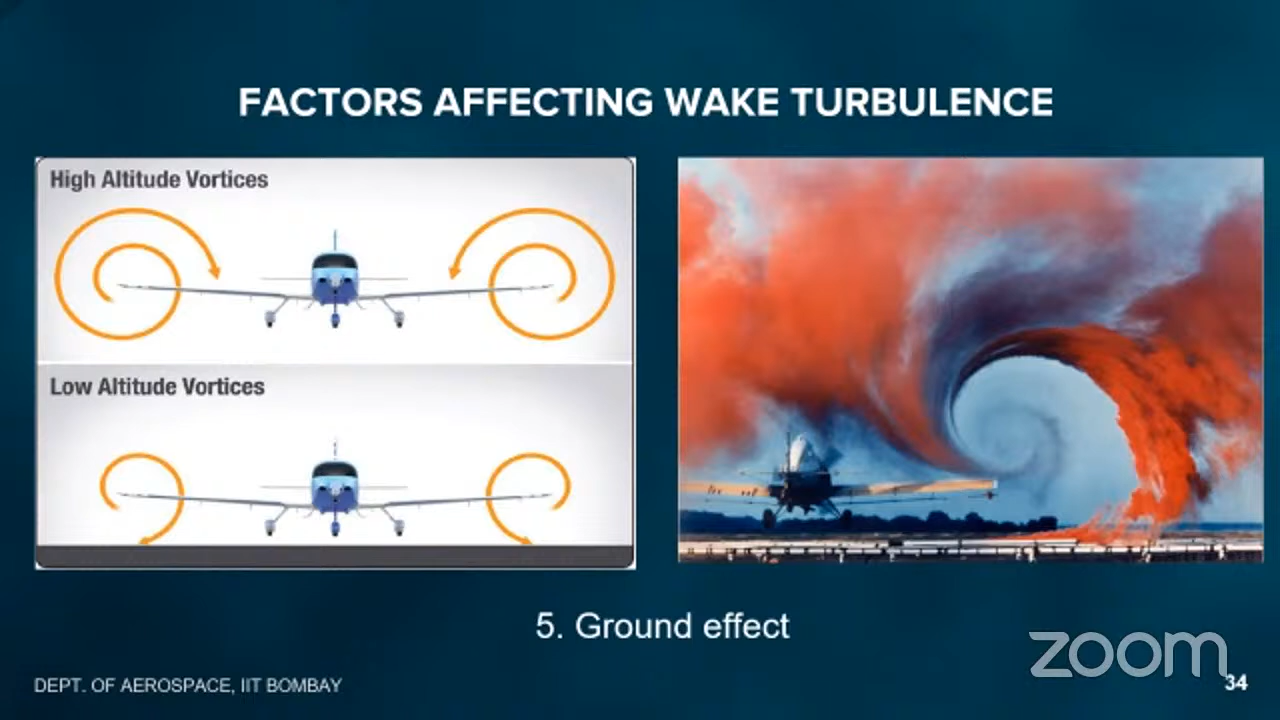 FACTORS AFFECTING WAKE TURBULENCE
High Altitude Vortices
Low Altitude Vortices
5. Ground effect
DEPT. OF AEROSPACE, IIT BOMBAY
zoom
34